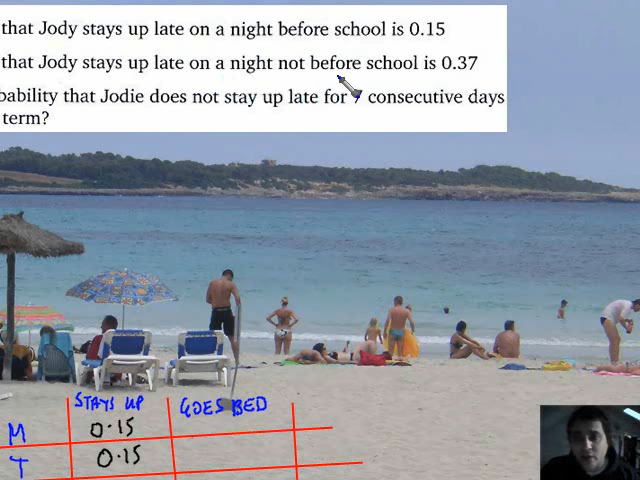 that Jody stays up late on a night before school is 0.15
that Jody stays up late on a night not before school is 0.37
bability that Jodie does not stay up late for 7 consecutive days
term?
STAYS UP GOES BED
M 0.15
T 0.15